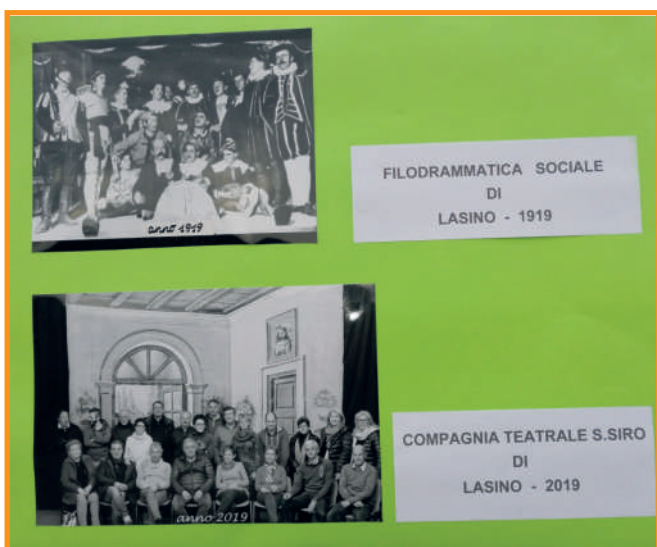 anno 1919
FILODRAMMATICA SOCIALE
DI
LASINO - 1919
anno 2019
COMPAGNIA TEATRALE S.SIRO
DI
LASINO - 2019